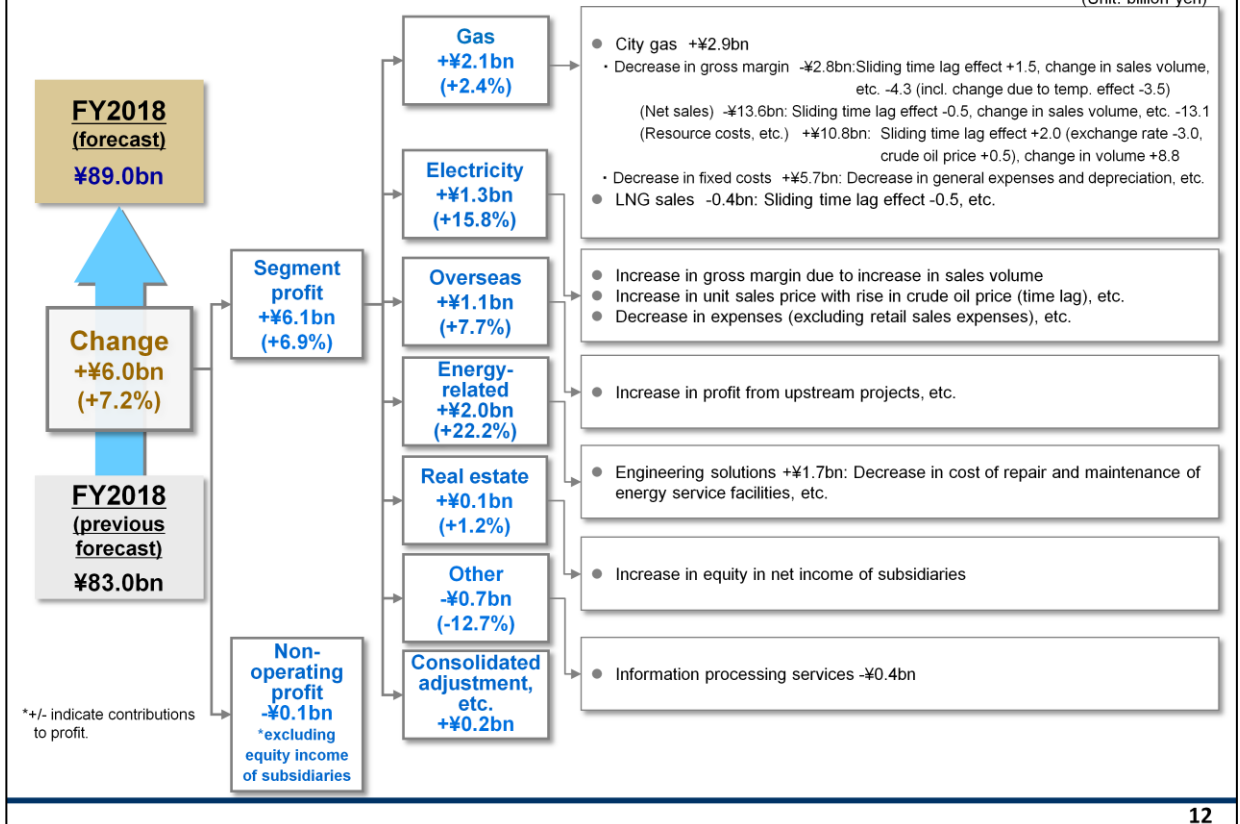 (Unit: billion yen)
FY2018
(forecast)
¥89.0bn
Change
+¥6.0bn
(+7.2%)
FY2018
(previous
forecast)
¥83.0bn
*+/- indicate contributions
to profit.
Segment
profit
+¥6.1bn
(+6.9%)
Non-
operating
profit
-¥0.1bn
*excluding
equity income
of subsidiaries
Gas
+¥2.1bn
(+2.4%)
Electricity
+¥1.3bn
(+15.8%)
Overseas
+¥1.1bn
(+7.7%)
Energy-
related
+¥2.0bn
(+22.2%)
Real estate
+¥0.1bn
(+1.2%)
Other
-¥0.7bn
(-12.7%)
Consolidated
adjustment,
etc.
+¥0.2bn
● City gas +¥2.9bn
・Decrease in gross margin -¥2.8bn:Sliding time lag effect +1.5, change in sales volume,
etc. -4.3 (incl. change due to temp. effect -3.5)
(Net sales) -¥13.6bn: Sliding time lag effect -0.5, change in sales volume, etc. -13.1
(Resource costs, etc.) +¥10.8bn: Sliding time lag effect +2.0 (exchange rate -3.0,
crude oil price +0.5), change in volume +8.8
・Decrease in fixed costs +¥5.7bn: Decrease in general expenses and depreciation, etc.
● LNG sales -0.4bn: Sliding time lag effect -0.5, etc.
● Increase in gross margin due to increase in sales volume
● Increase in unit sales price with rise in crude oil price (time lag), etc.
● Decrease in expenses (excluding retail sales expenses), etc.
● Increase in profit from upstream projects, etc.
● Engineering solutions +¥1.7bn: Decrease in cost of repair and maintenance of
energy service facilities, etc.
● Increase in equity in net income of subsidiaries
● Information processing services -¥0.4bn
12